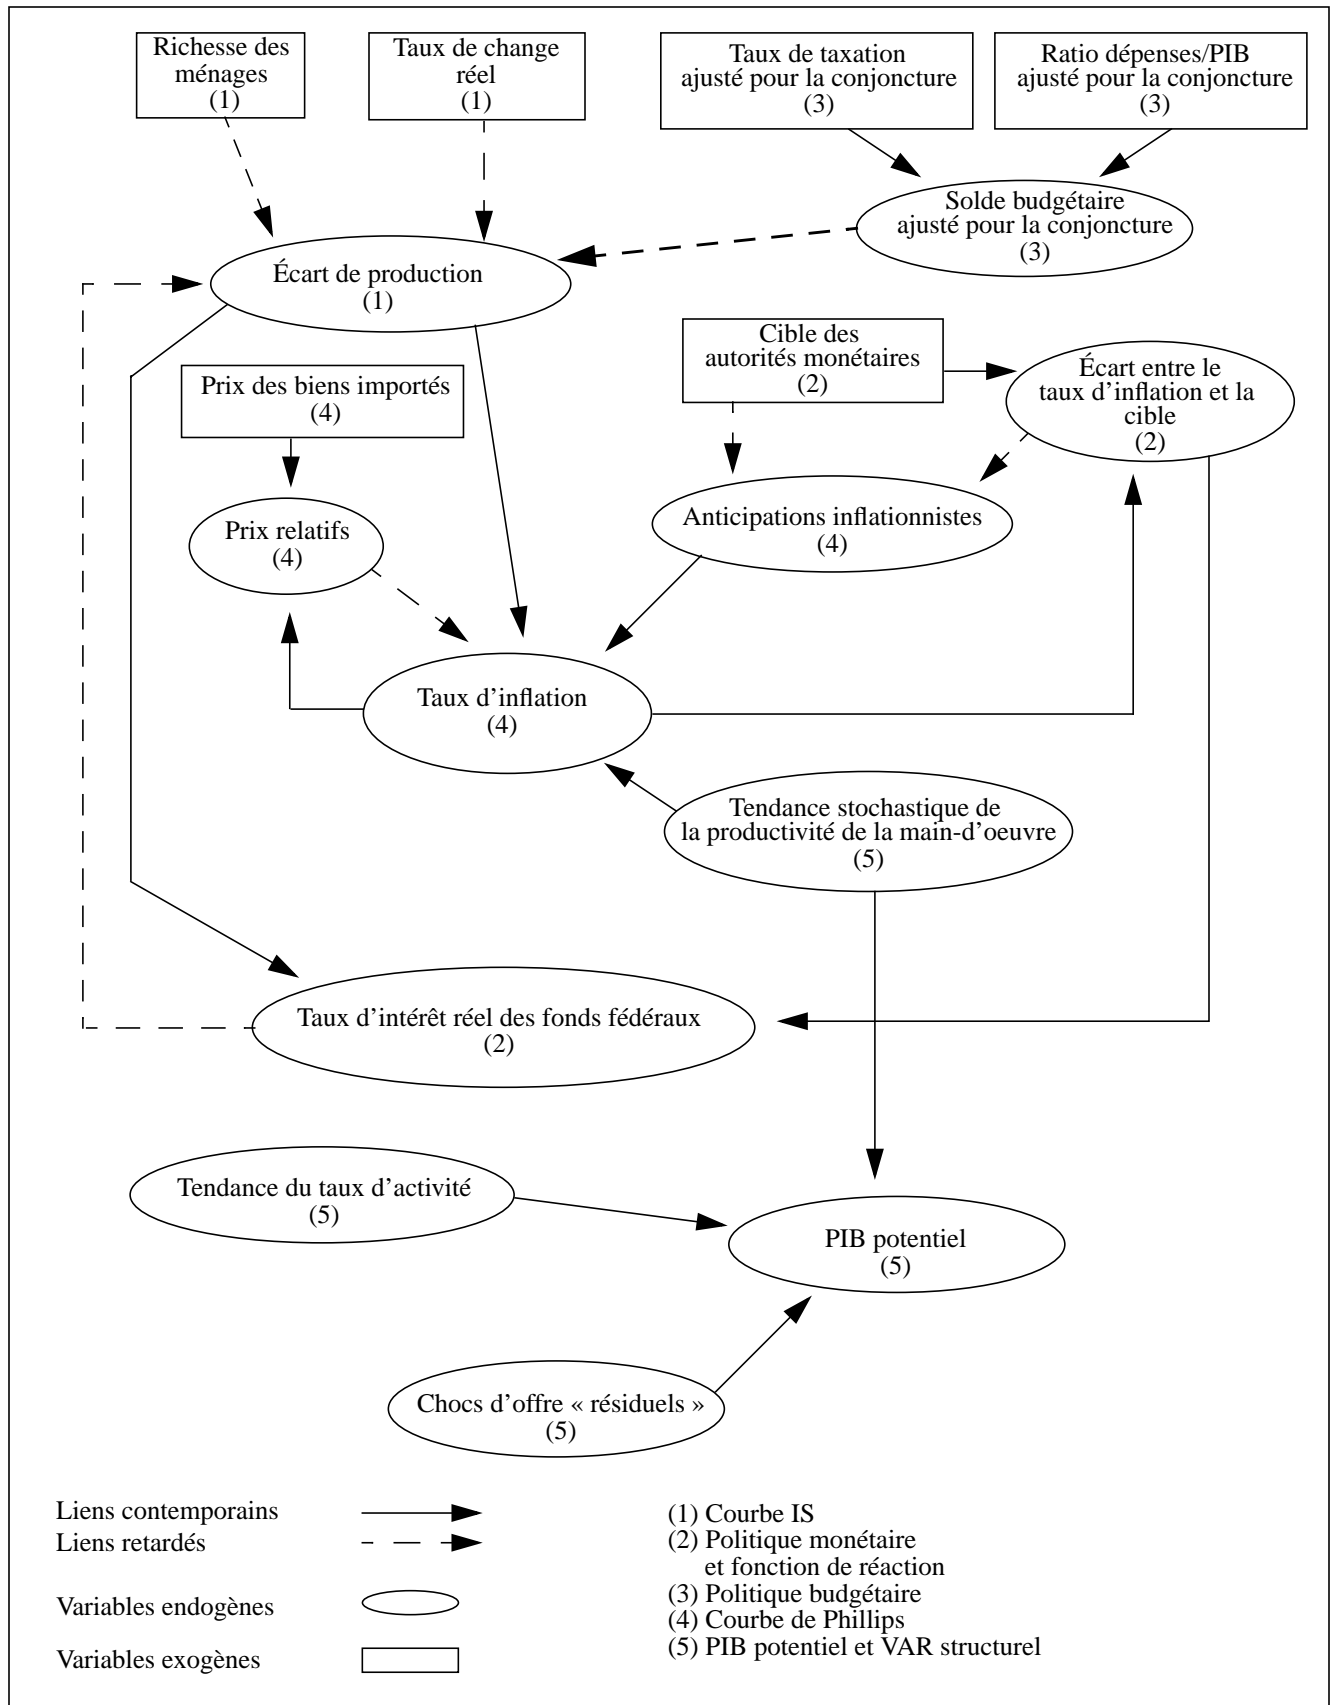 Richesse des
ménages
(1)
Taux de change
réel
(1)
Taux de taxation
ajusté pour la conjoncture
(3)
Ratio dépenses/PIB
ajusté pour la conjoncture
(3)
Solde budgétaire
ajusté pour la conjoncture
(3)
Écart de production
(1)
Cible des
autorités monétaires
(2)
Écart entre le
taux d’inflation et la
cible
(2)
Prix des biens importés
(4)
Prix relatifs
(4)
Anticipations inflationnistes
(4)
Taux d’inflation
(4)
Tendance stochastique de
la productivité de la main-d’oeuvre
(5)
Taux d’intérêt réel des fonds fédéraux
(2)
Tendance du taux d’activité
(5)
PIB potentiel
(5)
Chocs d’offre « résiduels »
(5)
Liens contemporains
Liens retardés
Variables endogènes
Variables exogènes
(1) Courbe IS
(2) Politique monétaire
et fonction de réaction
(3) Politique budgétaire
(4) Courbe de Phillips
(5) PIB potentiel et VAR structurel